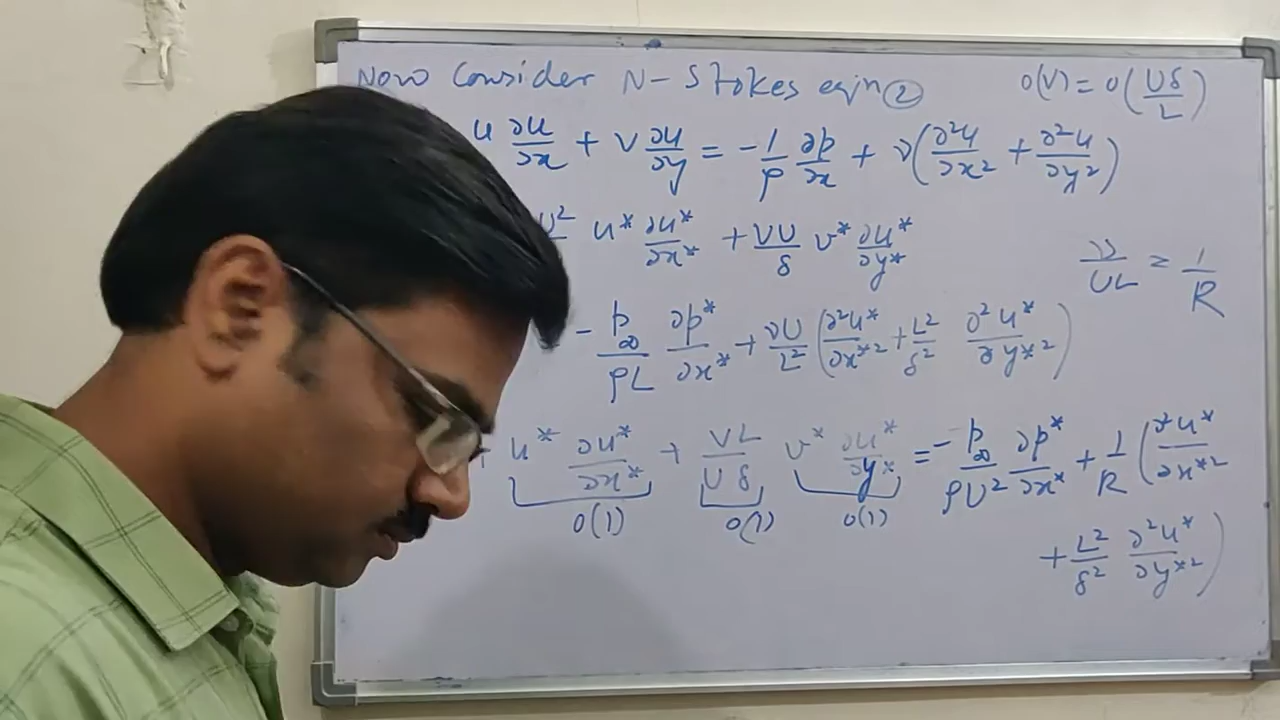 Now Consider N-Stokes eqn ② O(V) = O(Uδ/L)
u ∂u/∂x + v ∂u/∂y = -1/ρ ∂p/∂x + ν(∂²u/∂x² + ∂²u/∂y²)
U² u* ∂u*/∂x* + VU/δ v* ∂u*/∂y*
ν/UL = 1/R
- p∞/ρL ∂p*/∂x* + νU/L² (∂²u*/∂x*² + L²/δ² ∂²u*/∂y*²)
u* ∂u*/∂x* + VL/Uδ v* ∂u*/∂y* = - p∞/ρU² ∂p*/∂x* + 1/R (∂²u*/∂x*²
O(1) O(1) O(1)
+ L²/δ² ∂²u*/∂y*²)